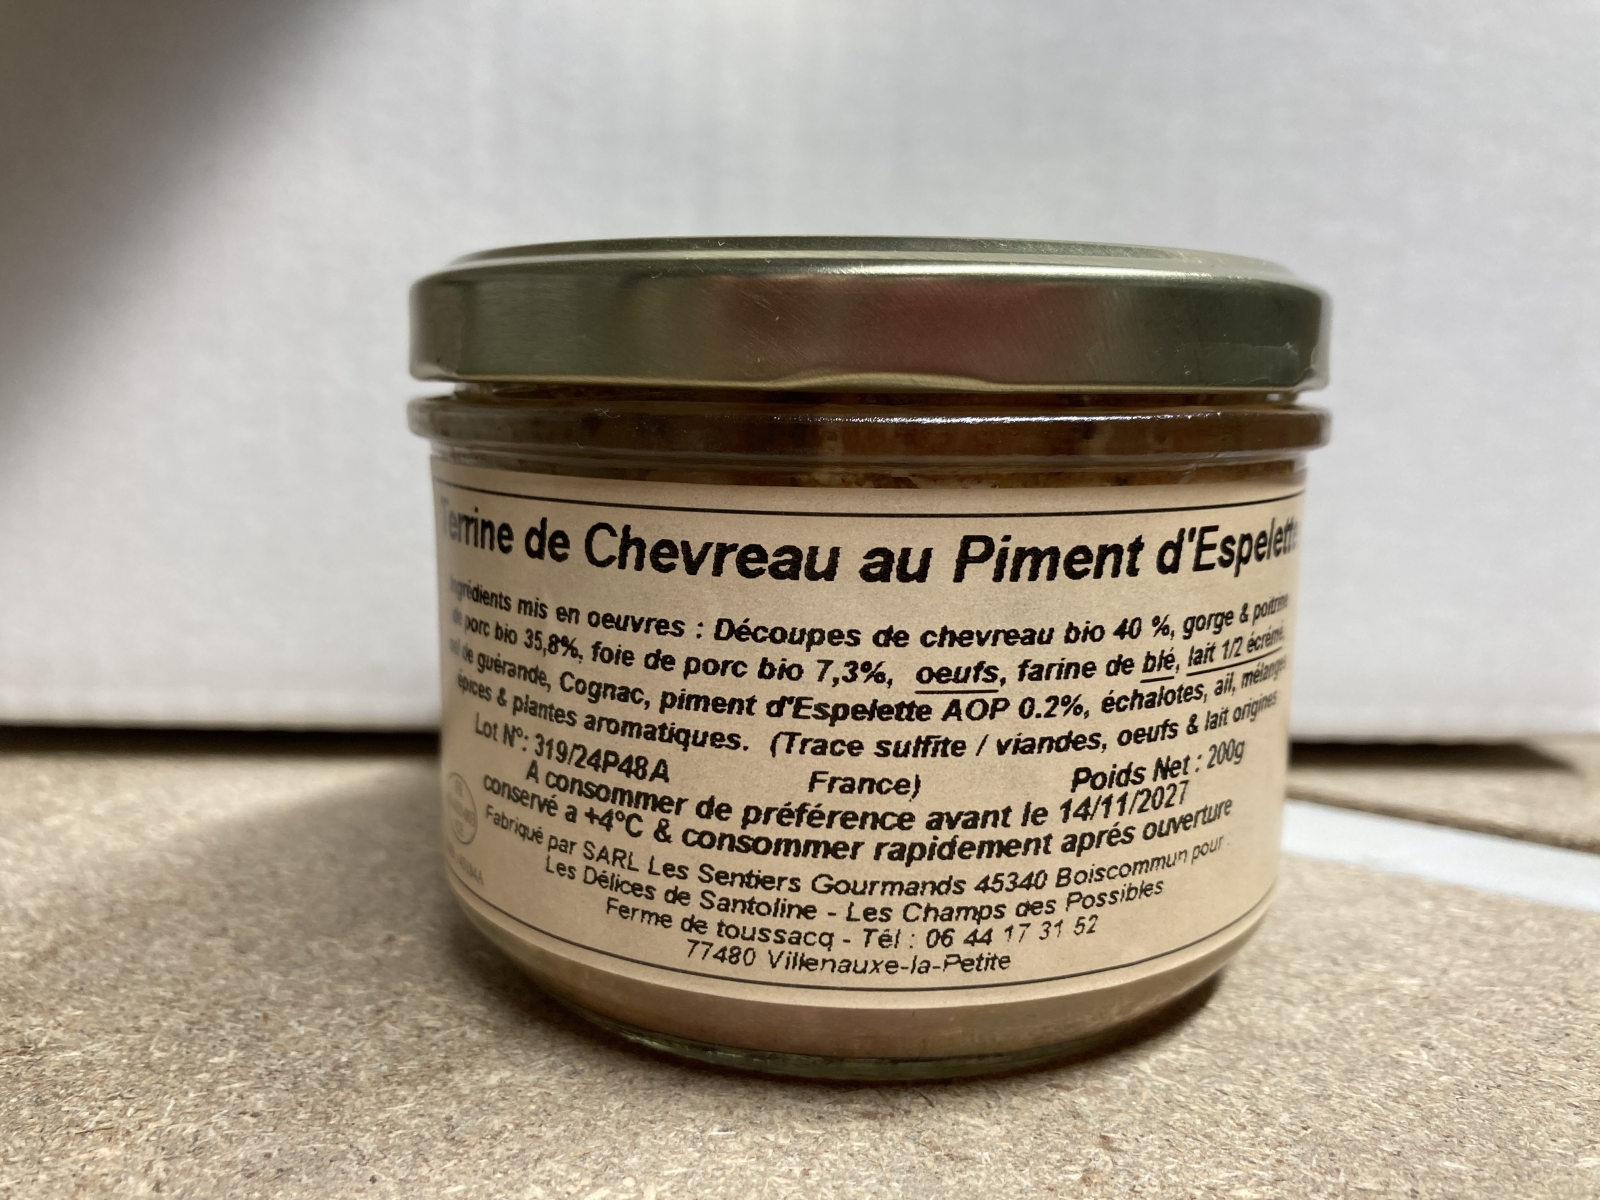 Terrine de Chevreau au Piment d'Espelette
Ingrédients mis en oeuvres : Découpes de chevreau bio 40 %, gorge & poitrine
de porc bio 35,8%, foie de porc bio 7,3%, oeufs, farine de blé, lait 1/2 écrémé,
sel de guérande, Cognac, piment d'Espelette AOP 0.2%, échalotes, ail, mélanges
épices & plantes aromatiques. (Trace sulfite / viandes, oeufs & lait origines
France)
Lot N°: 319/24P48A
Poids Net : 200g
A consommer de préférence avant le 14/11/2027
conservé a +4°C & consommer rapidement aprés ouverture
Fabriqué par SARL Les Sentiers Gourmands 45340 Boiscommun pour :
Les Délices de Santoline - Les Champs des Possibles
Ferme de toussacq - Tél : 06 44 17 31 52
77480 Villenauxe-la-Petite